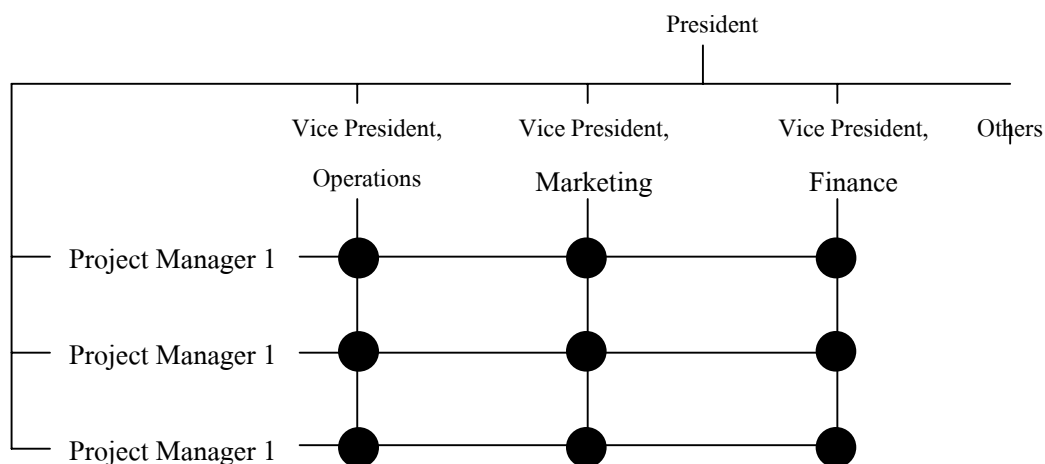 President
Vice President, Vice President, Vice President, Others
Operations Marketing Finance
Project Manager 1
Project Manager 1
Project Manager 1